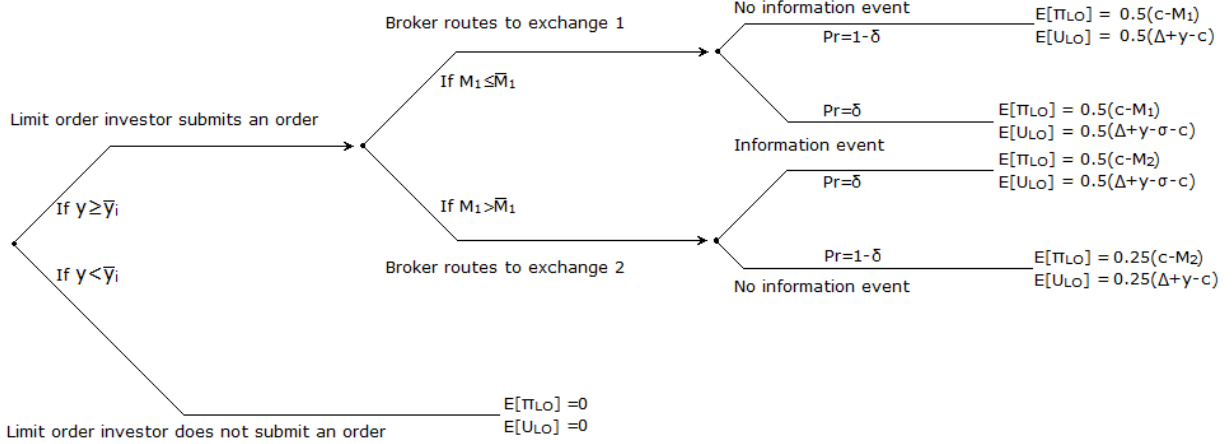 No information event
E[πLO] = 0.5(c-M1)
Pr=1-δ
E[ULO] = 0.5(Δ+y-c)
Broker routes to exchange 1
If M1≤M̅1
Pr=δ
E[πLO] = 0.5(c-M1)
E[ULO] = 0.5(Δ+y-σ-c)
Limit order investor submits an order
Information event
E[πLO] = 0.5(c-M2)
Pr=δ
E[ULO] = 0.5(Δ+y-σ-c)
If y≥y̅i
If M1>M̅1
Broker routes to exchange 2
Pr=1-δ
E[πLO] =0.25(c-M2)
E[ULO] =0.25(Δ+y-c)
If y<y̅i
No information event
E[πLO] =0
E[ULO] =0
Limit order investor does not submit an order